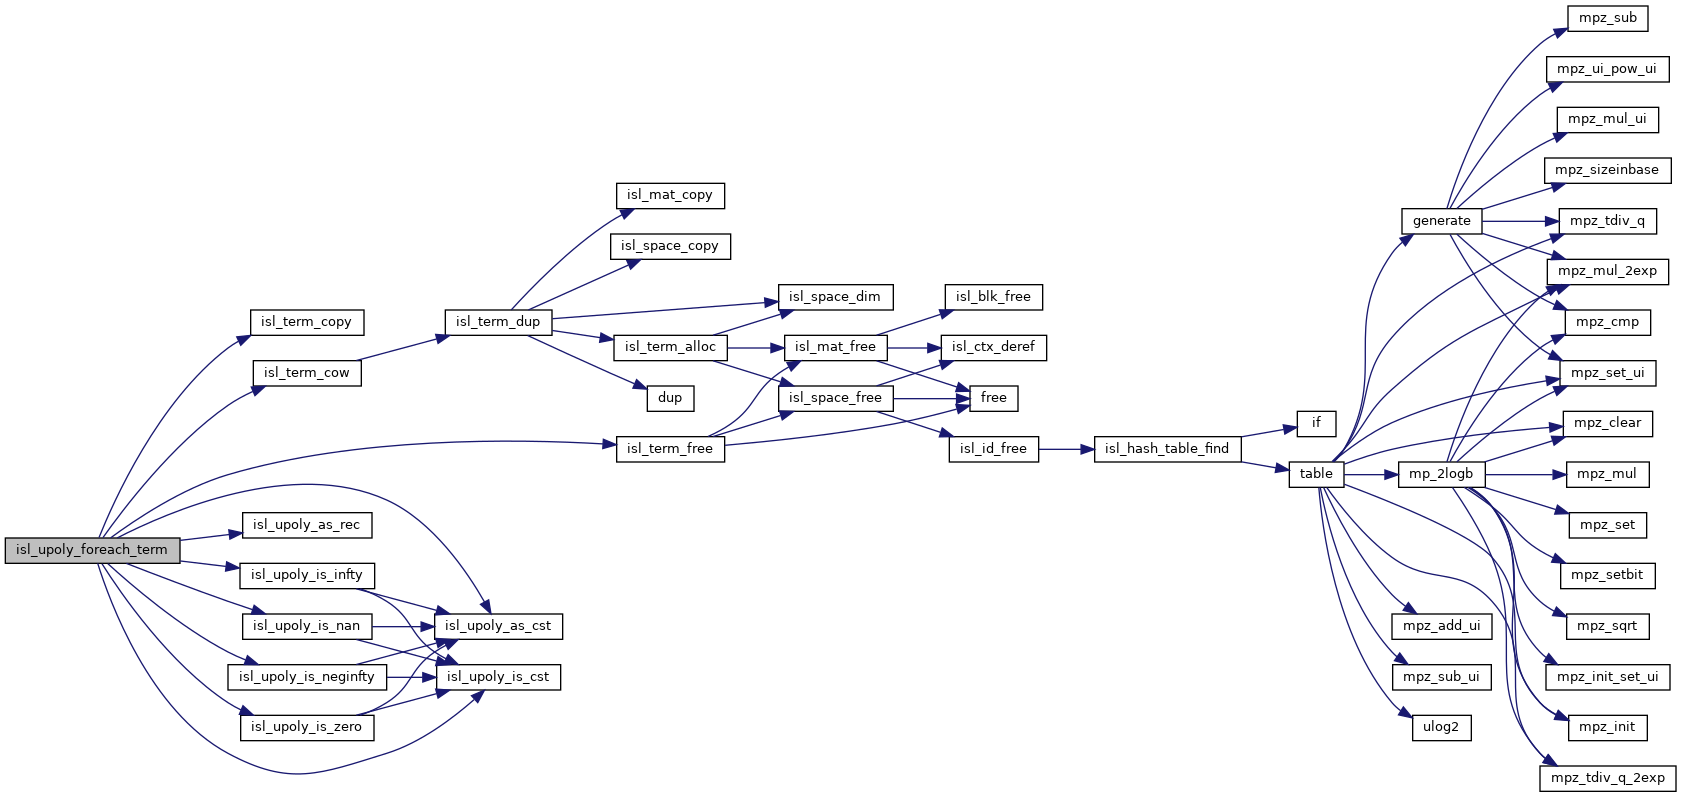 isl_upoly_foreach_term
isl_term_copy
isl_term_cow
isl_upoly_as_rec
isl_upoly_is_infty
isl_upoly_is_nan
isl_upoly_is_neginfty
isl_upoly_is_zero
isl_term_dup
isl_upoly_as_cst
isl_upoly_is_cst
isl_mat_copy
isl_space_copy
isl_term_alloc
dup
isl_term_free
isl_space_dim
isl_mat_free
isl_space_free
isl_blk_free
isl_ctx_deref
free
isl_id_free
isl_hash_table_find
if
table
generate
mp_2logb
mpz_add_ui
mpz_sub_ui
ulog2
mpz_sub
mpz_ui_pow_ui
mpz_mul_ui
mpz_sizeinbase
mpz_tdiv_q
mpz_mul_2exp
mpz_cmp
mpz_set_ui
mpz_clear
mpz_mul
mpz_set
mpz_setbit
mpz_sqrt
mpz_init_set_ui
mpz_init
mpz_tdiv_q_2exp